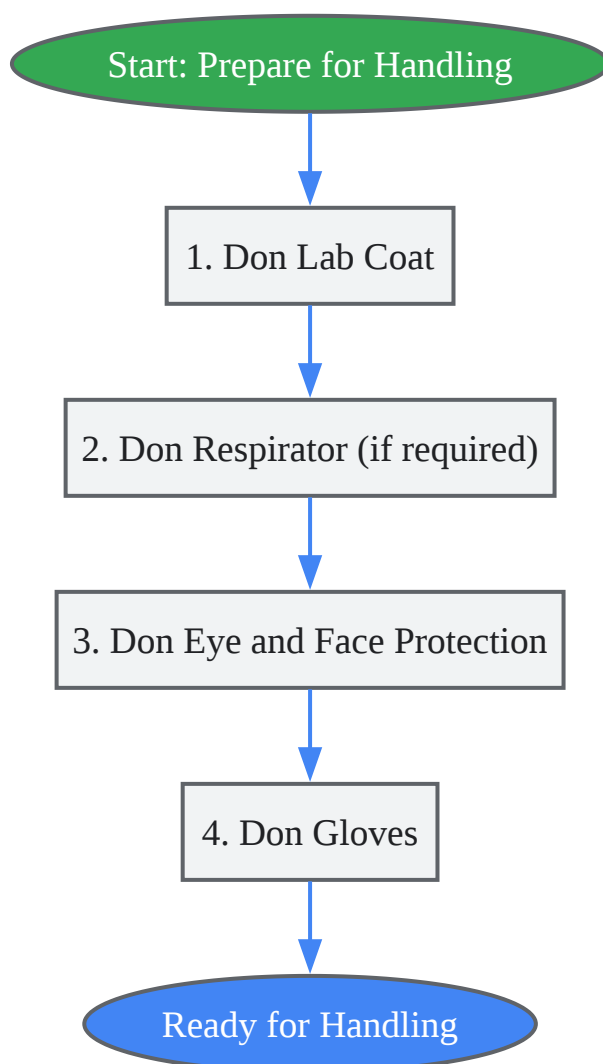 Start: Prepare for Handling
1. Don Lab Coat
2. Don Respirator (if required)
3. Don Eye and Face Protection
4. Don Gloves
Ready for Handling